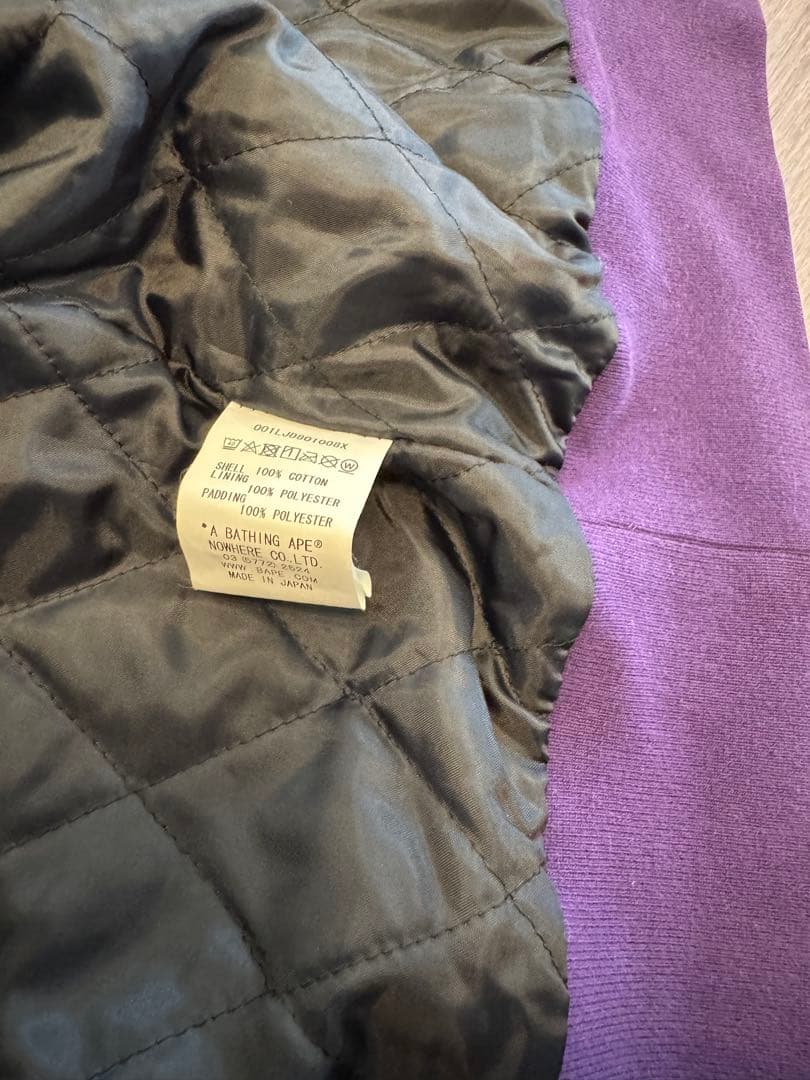 001LJD801008X
SHELL 100% COTTON
LINING 100% POLYESTER
PADDING 100% POLYESTER
*A BATHING APE®
NOWHERE CO., LTD.
03 (5772) 2524
WWW. BAPE. COM
MADE IN JAPAN